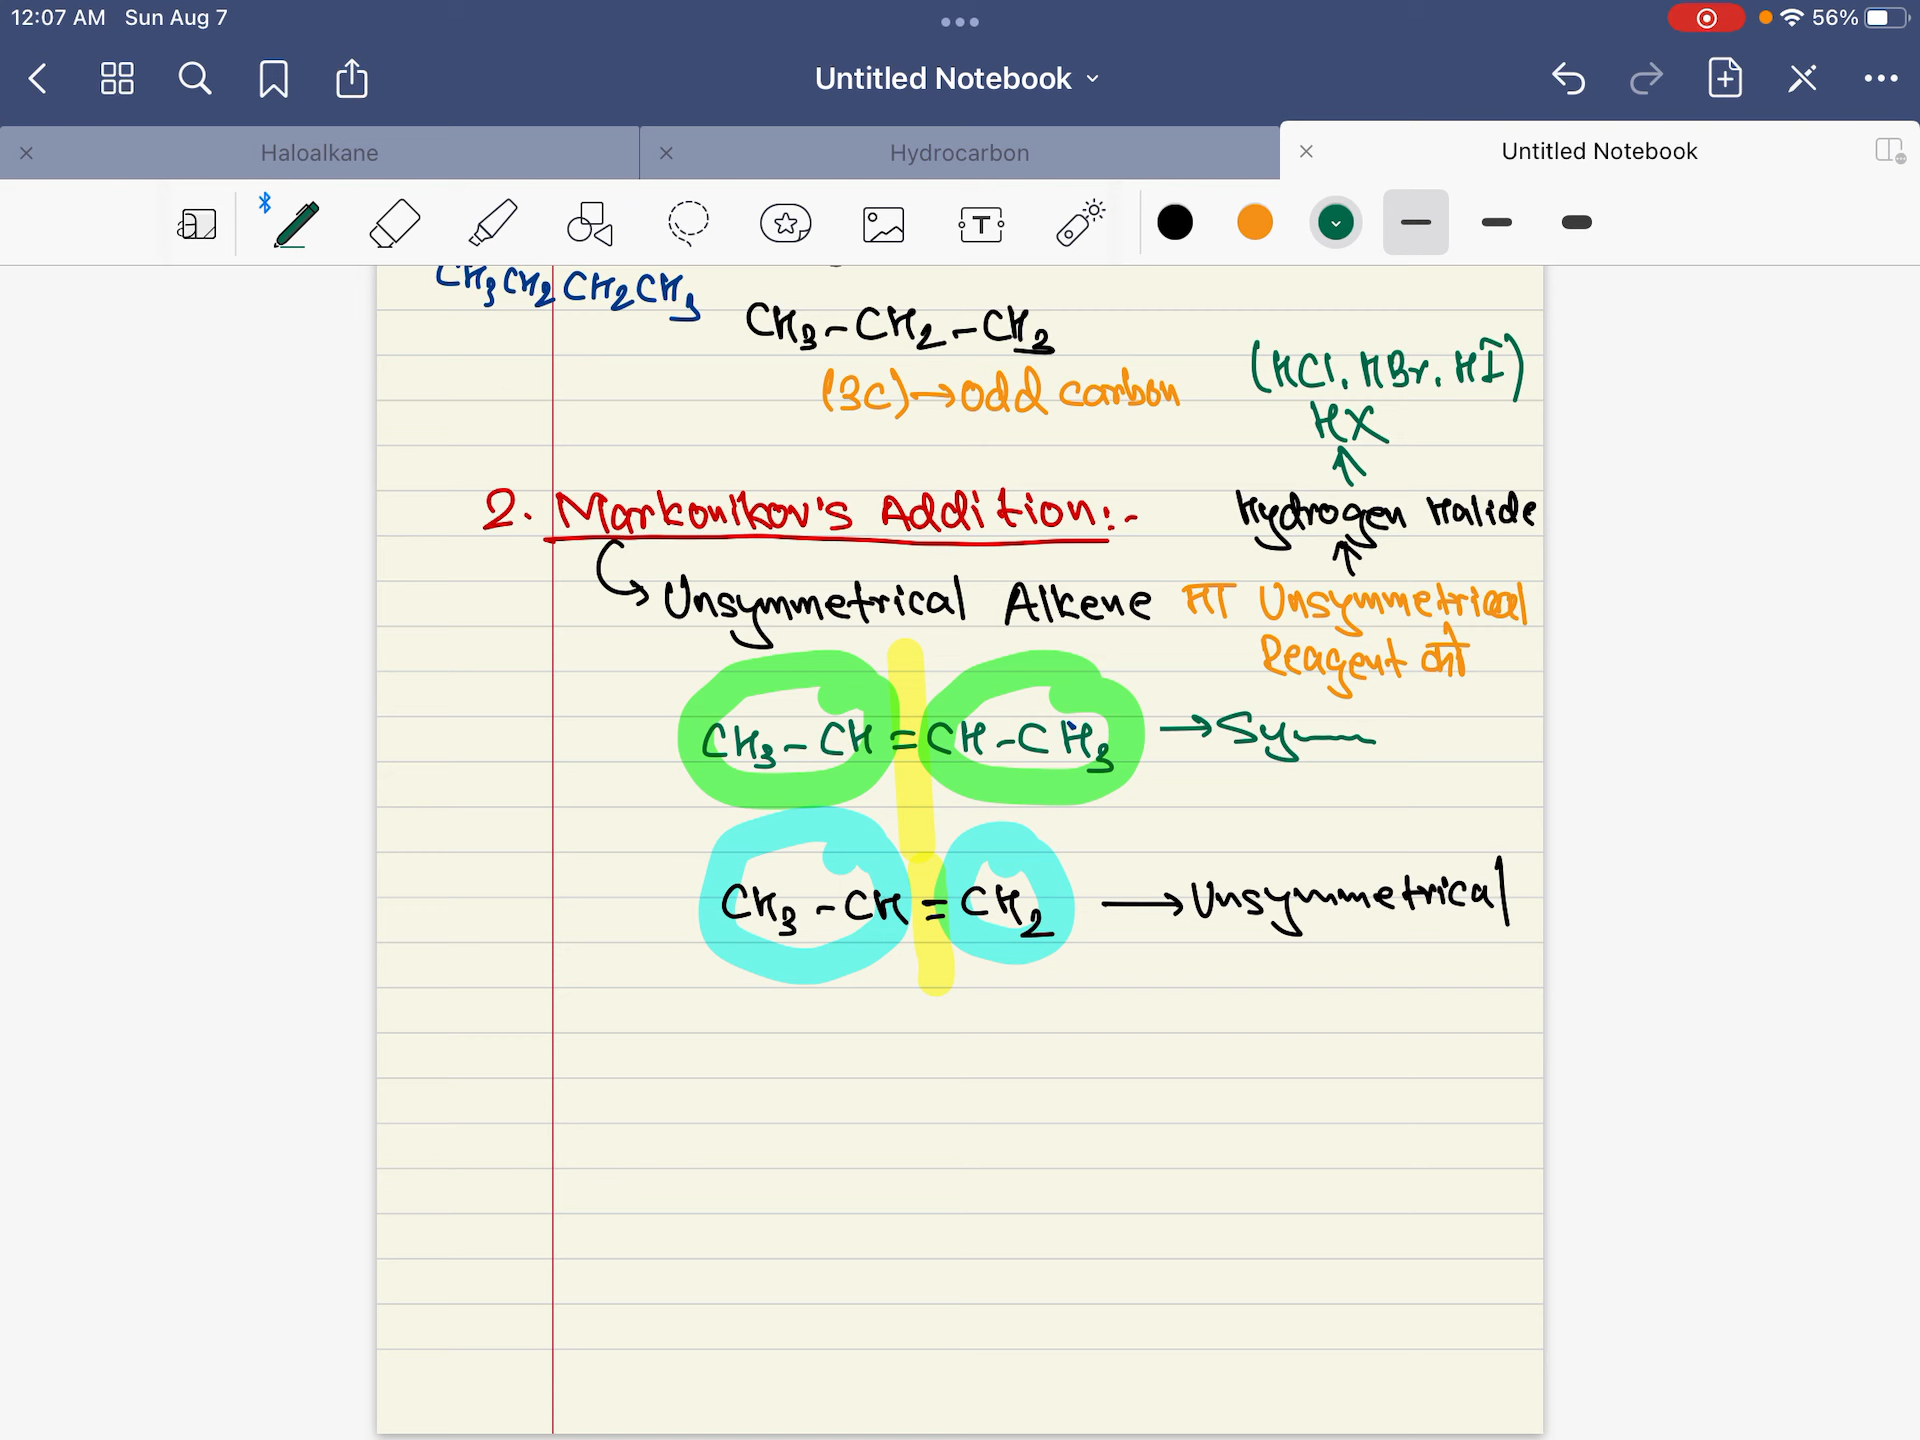 12:07 AM Sun Aug 7
56%
Untitled Notebook
Haloalkane
Hydrocarbon
Untitled Notebook
CH3CH2CH2CH3
CH3-CH2-CH2
(3C)→odd carbon
(HCl, HBr, HI)
HX
↑
2. Markonikov's Addition:-
Hydrogen Halide
↑
Unsymmetrical Alkene में Unsymmetrical
Reagent का
CH3-CH=CH-CH3 →Sym
CH3-CH=CH2 →Unsymmetrical